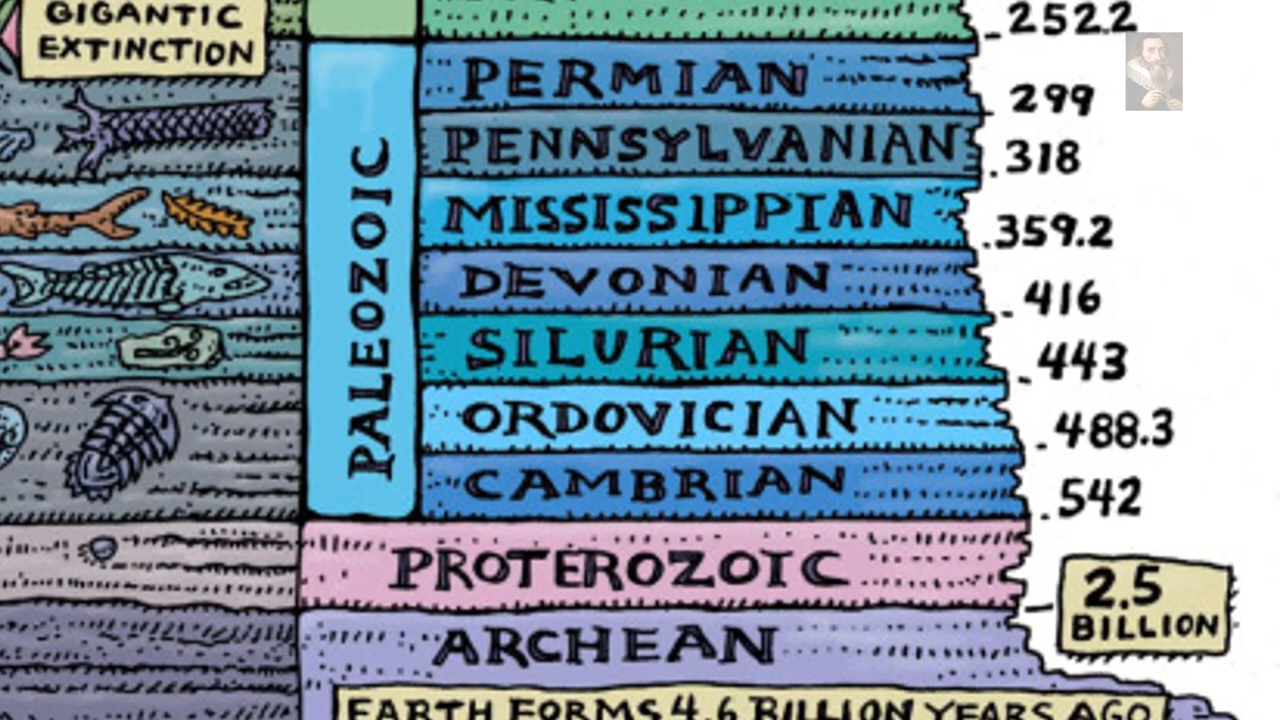 GIGANTIC
EXTINCTION
252.2
PERMIAN
299
PENNSYLVANIAN
318
MISSISSIPPIAN
359.2
DEVONIAN
416
SILURIAN
443
ORDOVICIAN
488.3
CAMBRIAN
542
PALEOZOIC
PROTEROZOIC
2.5
BILLION
ARCHEAN
EARTH FORMS 4.6 BILLION YEARS AGO